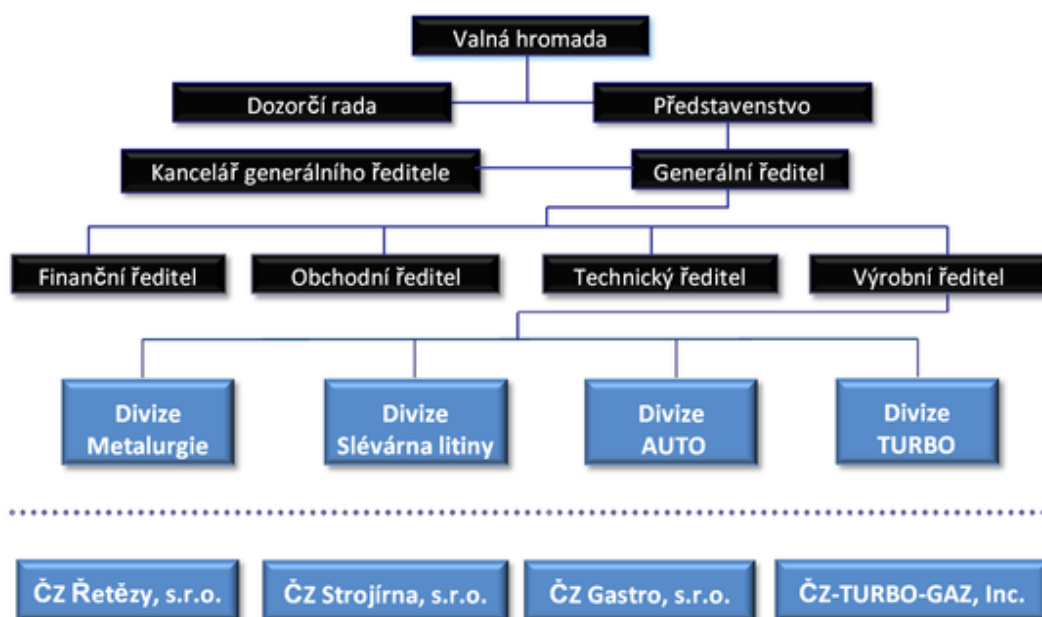 Valná hromada
Dozorčí rada
Představenstvo
Kancelář generálního ředitele
Generální ředitel
Finanční ředitel
Obchodní ředitel
Technický ředitel
Výrobní ředitel
Divize
Metalurgie
Divize
Slévárna litiny
Divize
AUTO
Divize
TURBO
ČZ Řetězy, s.r.o.
ČZ Strojírna, s.r.o.
ČZ Gastro, s.r.o.
ČZ-TURBO-GAZ, Inc.